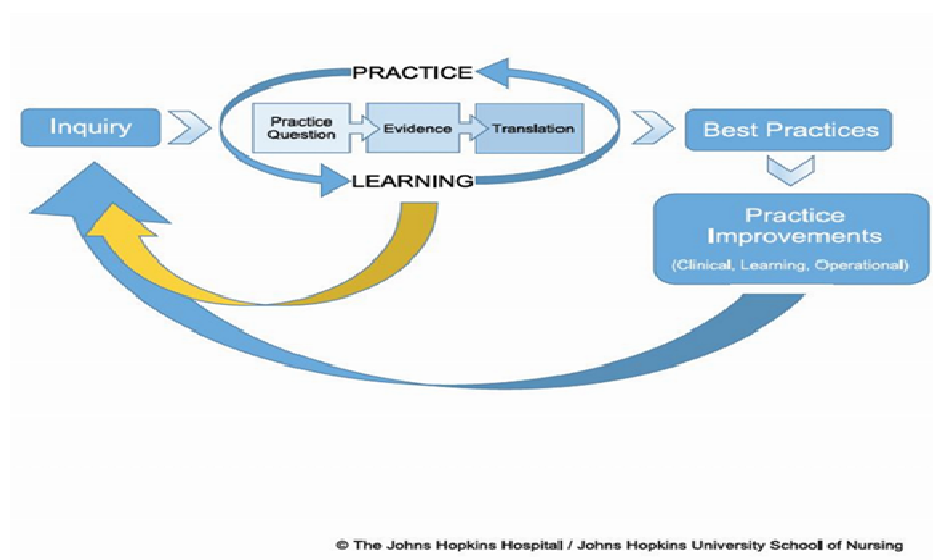 PRACTICE
Inquiry
Practice
Question
Evidence
Translation
Best Practices
LEARNING
Practice
Improvements
(Clinical, Learning, Operational)
© The Johns Hopkins Hospital / Johns Hopkins University School of Nursing